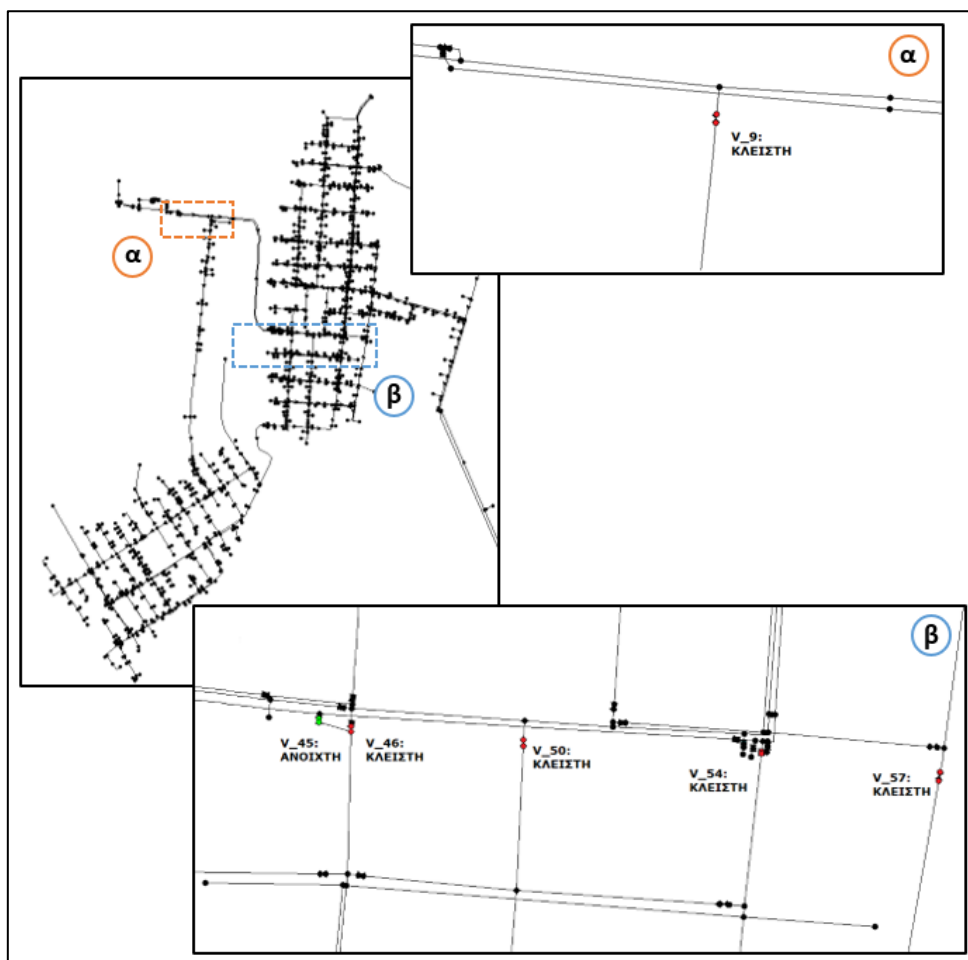 α
V_9:
ΚΛΕΙΣΤΗ
α
β
β
V_45:
ΑΝΟΙΧΤΗ
V_46:
ΚΛΕΙΣΤΗ
V_50:
ΚΛΕΙΣΤΗ
V_54:
ΚΛΕΙΣΤΗ
V_57:
ΚΛΕΙΣΤΗ